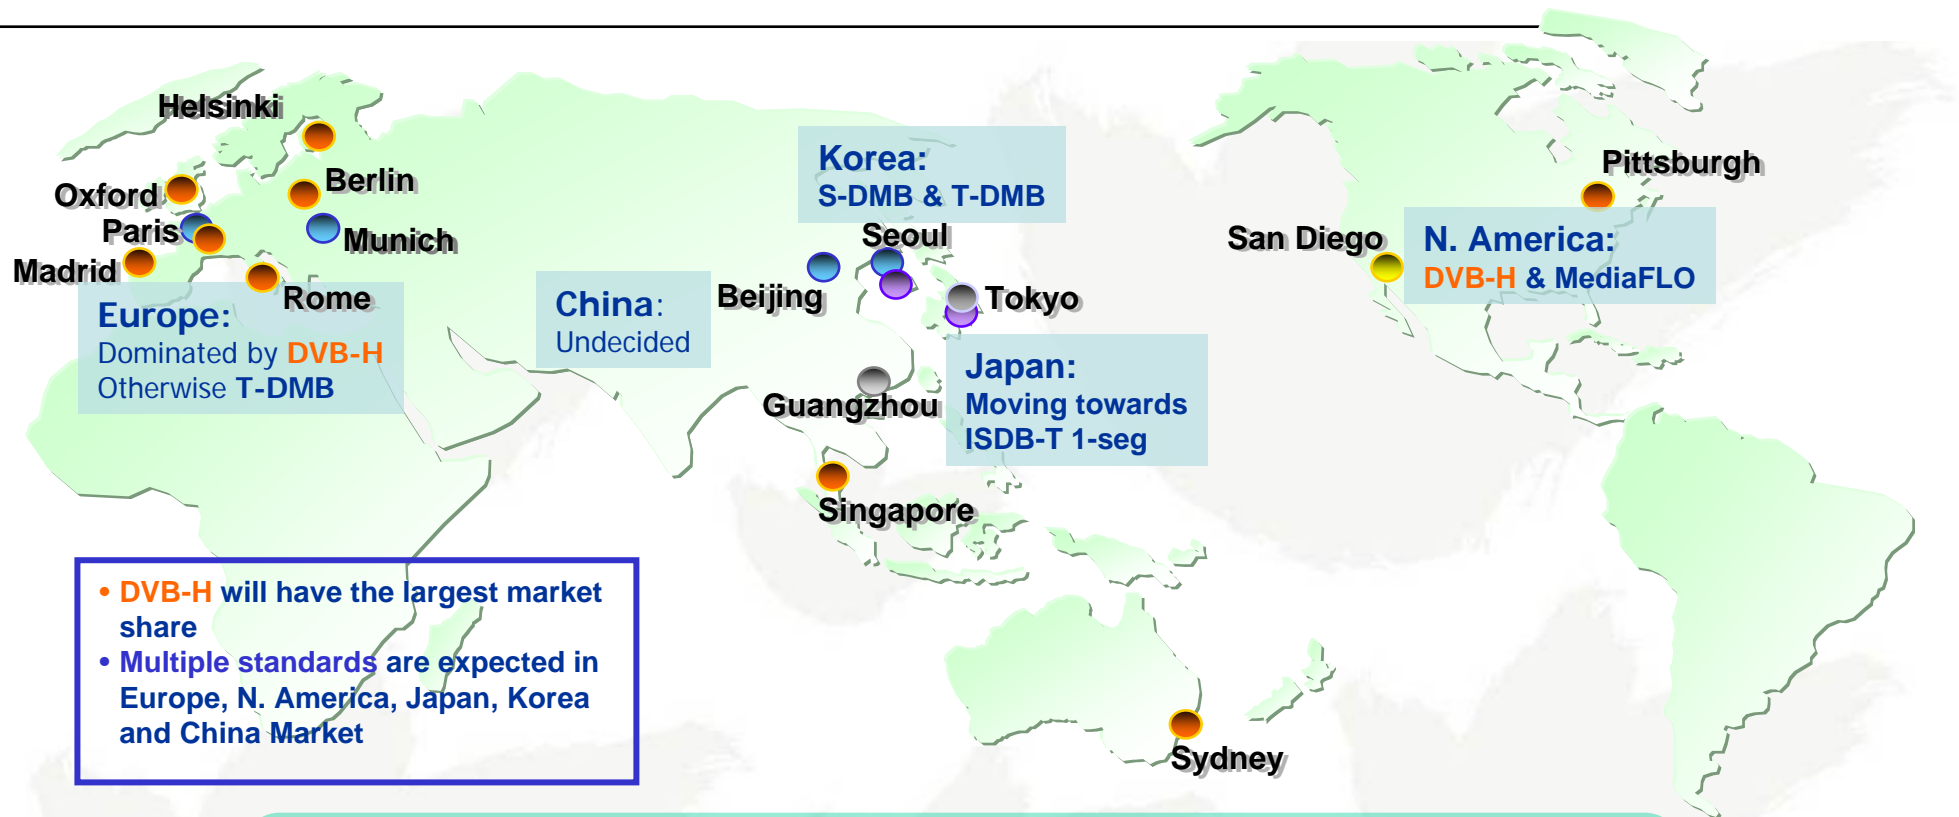 Helsinki
Oxford
Berlin
Paris
Munich
Madrid
Rome
Europe:
Dominated by DVB-H
Otherwise T-DMB
China:
Undecided
Korea:
S-DMB & T-DMB
Seoul
Beijing
Tokyo
Guangzhou
Japan:
Moving towards
ISDB-T 1-seg
Singapore
San Diego
Pittsburgh
N. America:
DVB-H & MediaFLO
Sydney
• DVB-H will have the largest market
share
• Multiple standards are expected in
Europe, N. America, Japan, Korea
and China Market